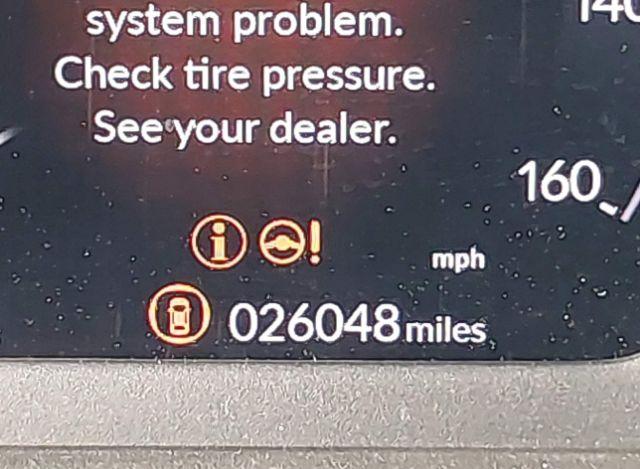 system problem.
Check tire pressure.
See your dealer.
160
mph
026048 miles